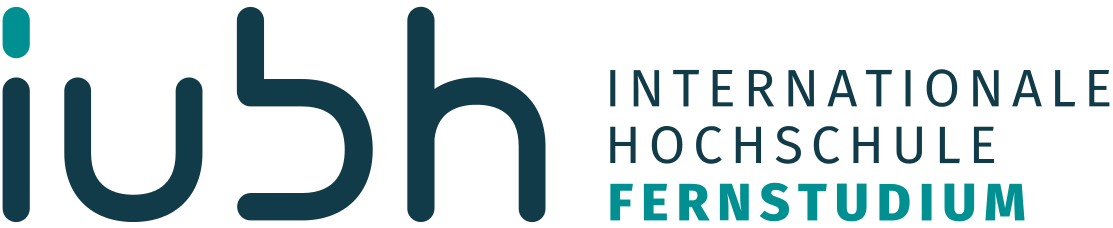 iubh
INTERNATIONALE
HOCHSCHULE
FERNSTUDIUM